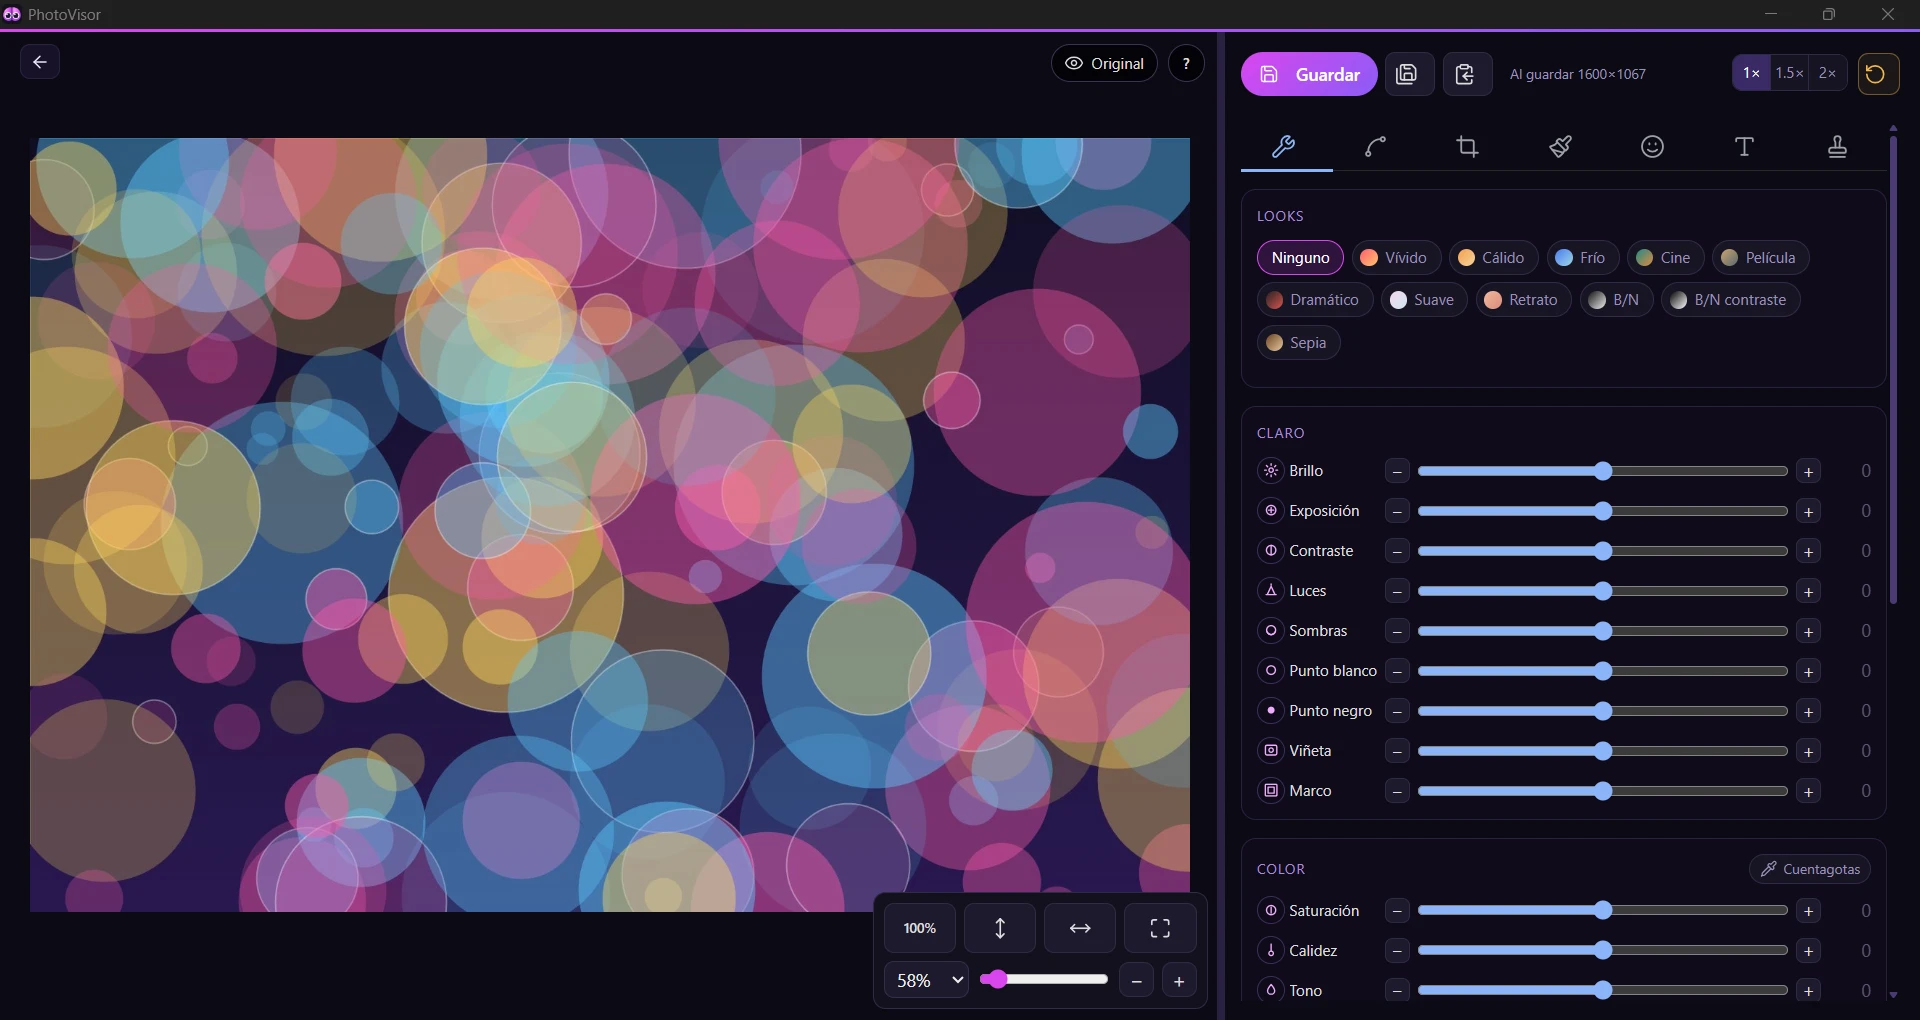 PhotoVisor
Original
?
Guardar
Al guardar 1600×1067
1×
1.5×
2×
LOOKS
Ninguno
Vívido
Cálido
Frío
Cine
Película
Dramático
Suave
Retrato
B/N
B/N contraste
Sepia
CLARO
Brillo − + 0
Exposición − + 0
Contraste − + 0
Luces − + 0
Sombras − + 0
Punto blanco − + 0
Punto negro − + 0
Viñeta − + 0
Marco − + 0
COLOR
Cuentagotas
Saturación − + 0
Calidez − + 0
Tono − + 0
100%
58%
− +